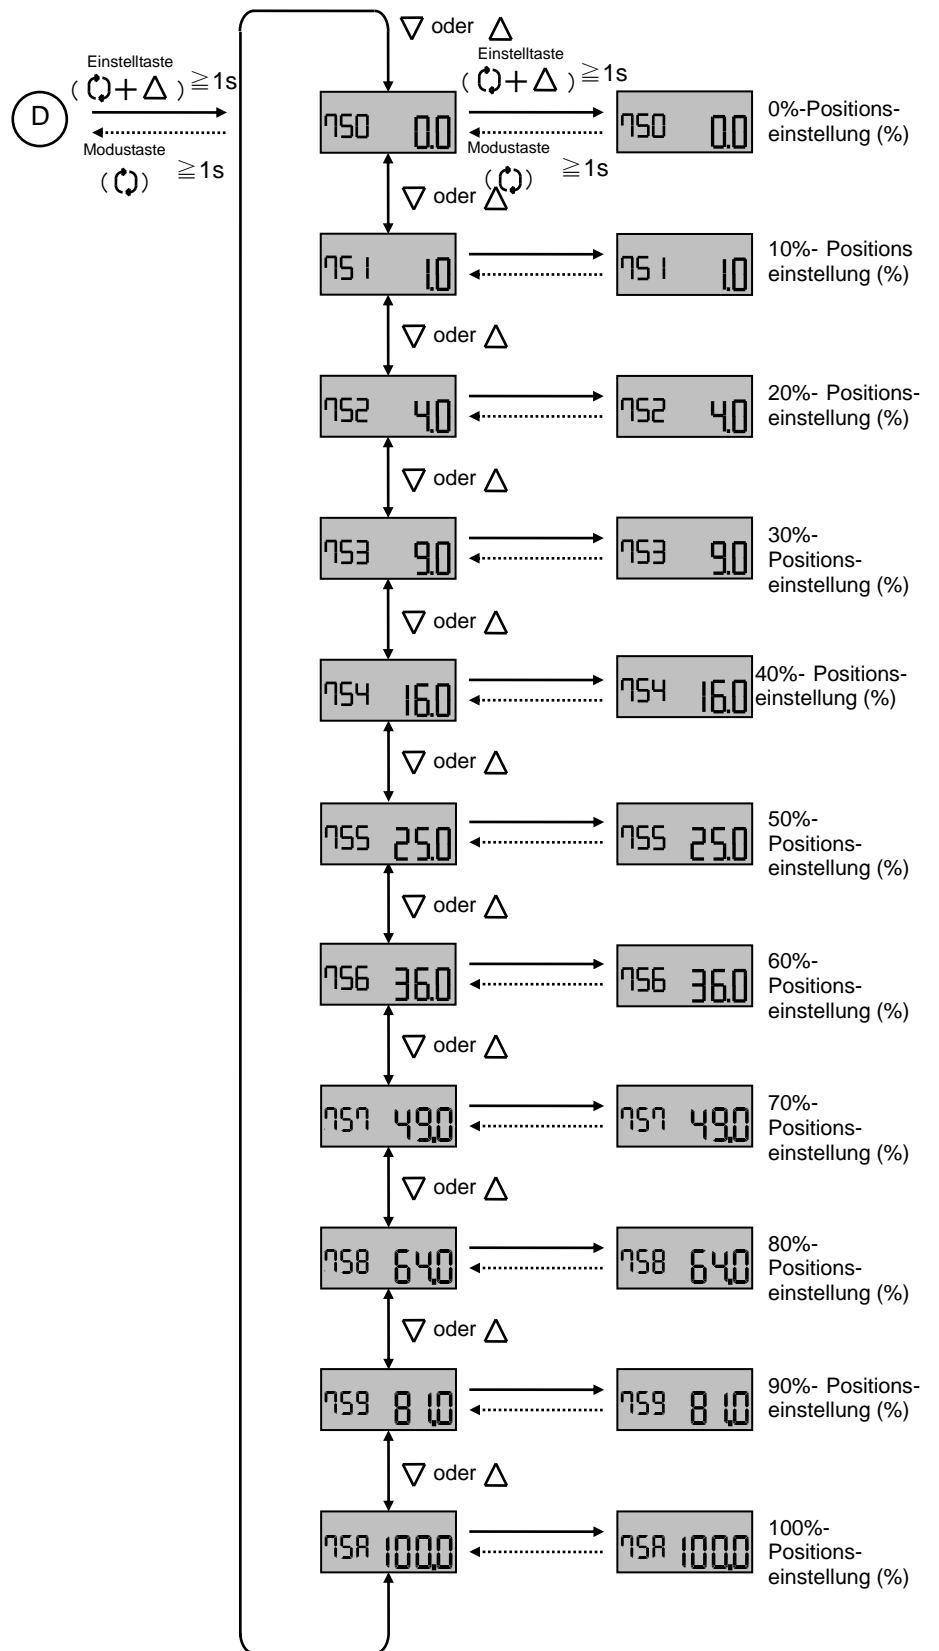 ▽ oder △
Einstelltaste
( + △ ) ≧1s
D
Modustaste
( ) ≧1s
Einstelltaste
( + △ ) ≧1s
750 0.0
750 0.0
0%-Positions-
einstellung (%)
Modustaste
( ) ≧1s
▽ oder △
751 1.0
751 1.0
10%- Positions
einstellung (%)
▽ oder △
752 4.0
752 4.0
20%- Positions-
einstellung (%)
▽ oder △
753 9.0
753 9.0
30%-
Positions-
einstellung (%)
▽ oder △
754 16.0
754 16.0
40%- Positions-
einstellung (%)
▽ oder △
755 25.0
755 25.0
50%-
Positions-
einstellung (%)
▽ oder △
756 36.0
756 36.0
60%-
Positions-
einstellung (%)
▽ oder △
757 49.0
757 49.0
70%-
Positions-
einstellung (%)
▽ oder △
758 64.0
758 64.0
80%-
Positions-
einstellung (%)
▽ oder △
759 81.0
759 81.0
90%- Positions-
einstellung (%)
▽ oder △
75A 100.0
75A 100.0
100%-
Positions-
einstellung (%)